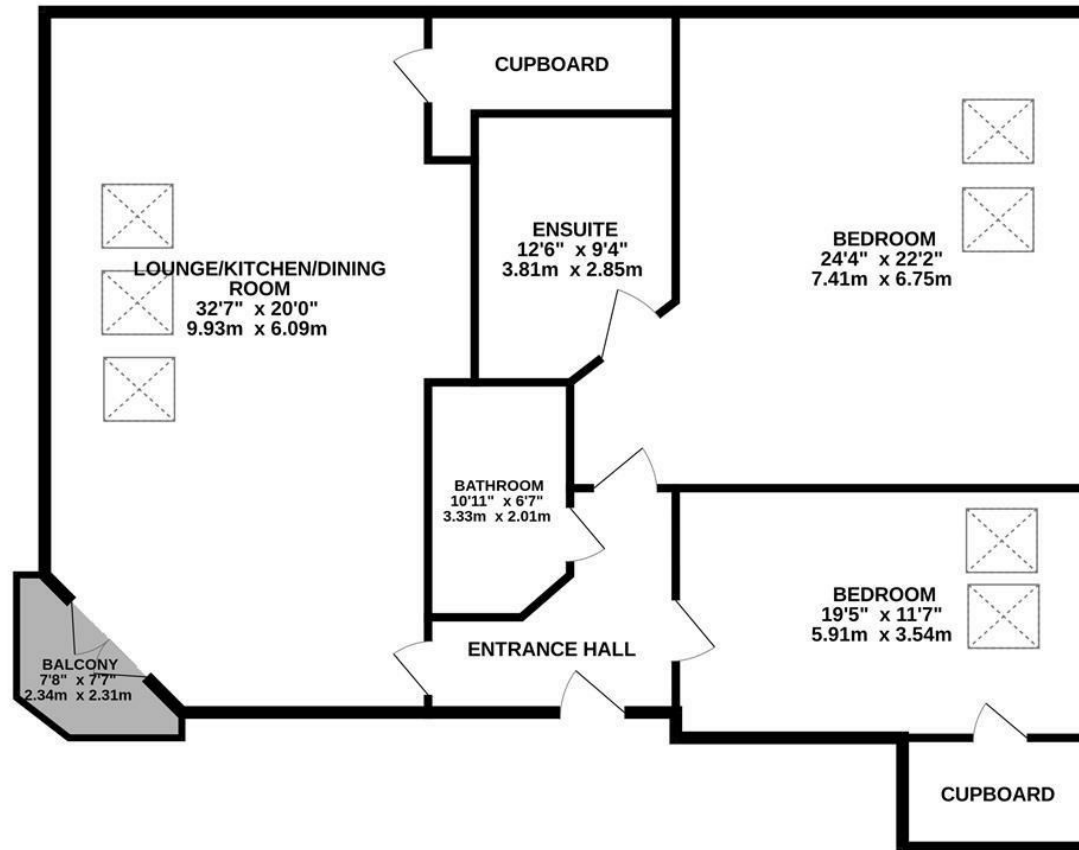 CUPBOARD
ENSUITE
12'6" x 9'4"
3.81m x 2.85m
BEDROOM
24'4" x 22'2"
7.41m x 6.75m
LOUNGE/KITCHEN/DINING
ROOM
32'7" x 20'0"
9.93m x 6.09m
BATHROOM
10'11" x 6'7"
3.33m x 2.01m
BEDROOM
19'5" x 11'7"
5.91m x 3.54m
ENTRANCE HALL
BALCONY
7'8" x 7'7"
2.34m x 2.31m
CUPBOARD